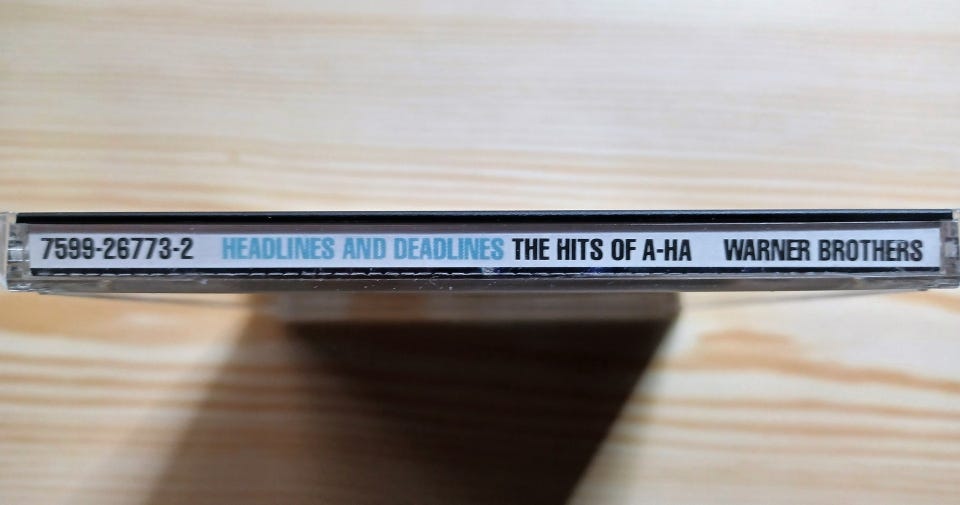 7599-26773-2 HEADLINES AND DEADLINES THE HITS OF A-HA WARNER BROTHERS